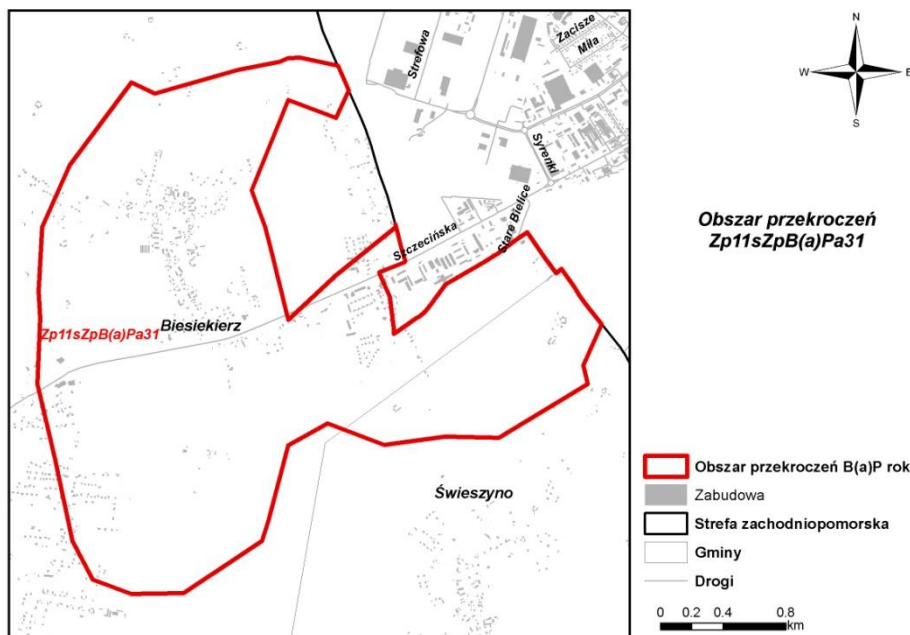 Zacisze
Miła
Strefowa
Syrenki
Stare Bielice
Szczecińska
Biesiekierz
Zp11sZpB(a)Pa31
Świeszyno
N
W
E
S
Obszar przekroczeń
Zp11sZpB(a)Pa31
Obszar przekroczeń B(a)P rok
Zabudowa
Strefa zachodniopomorska
Gminy
Drogi
0 0.2 0.4 0.8
km